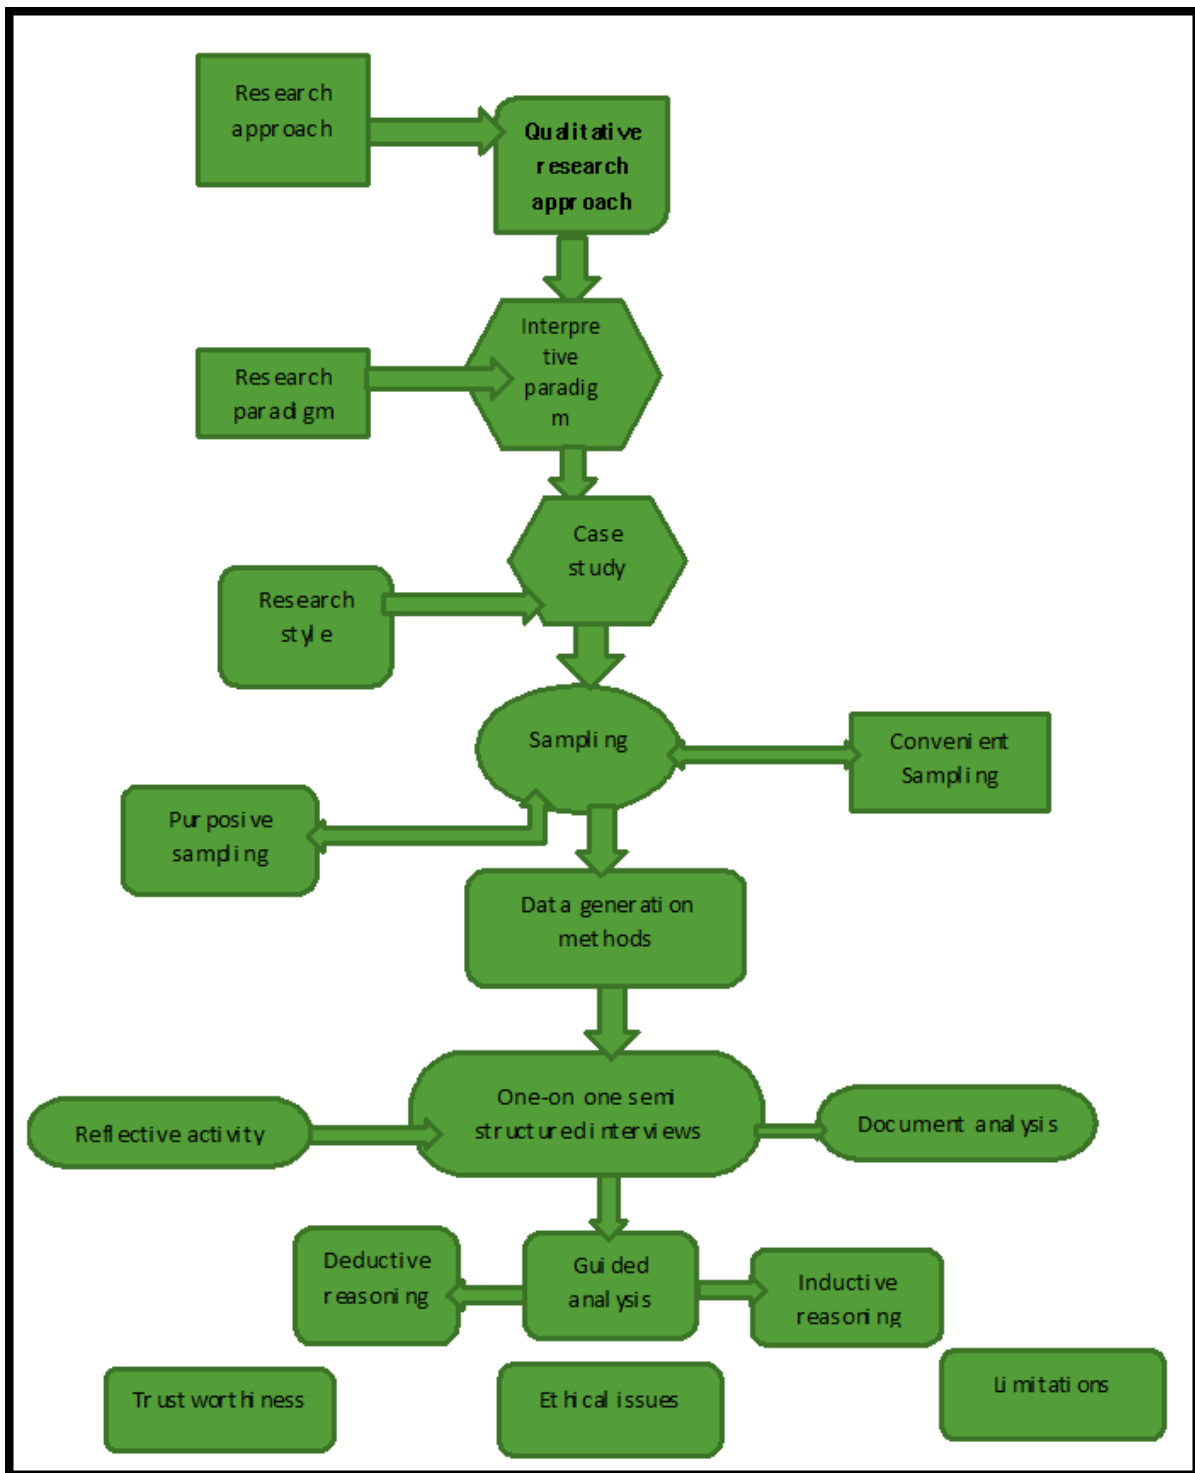 Research
approach
Qualitative
research
approach
Interpre
tive
paradig
m
Research
paradigm
Case
study
Research
style
Sampling
Convenient
Sampling
Purposive
sampling
Data generation
methods
One-on one semi
structured interviews
Reflective activity
Document analysis
Deductive
reasoning
Guided
analysis
Inductive
reasoning
Trustworthiness
Ethical issues
Limitations